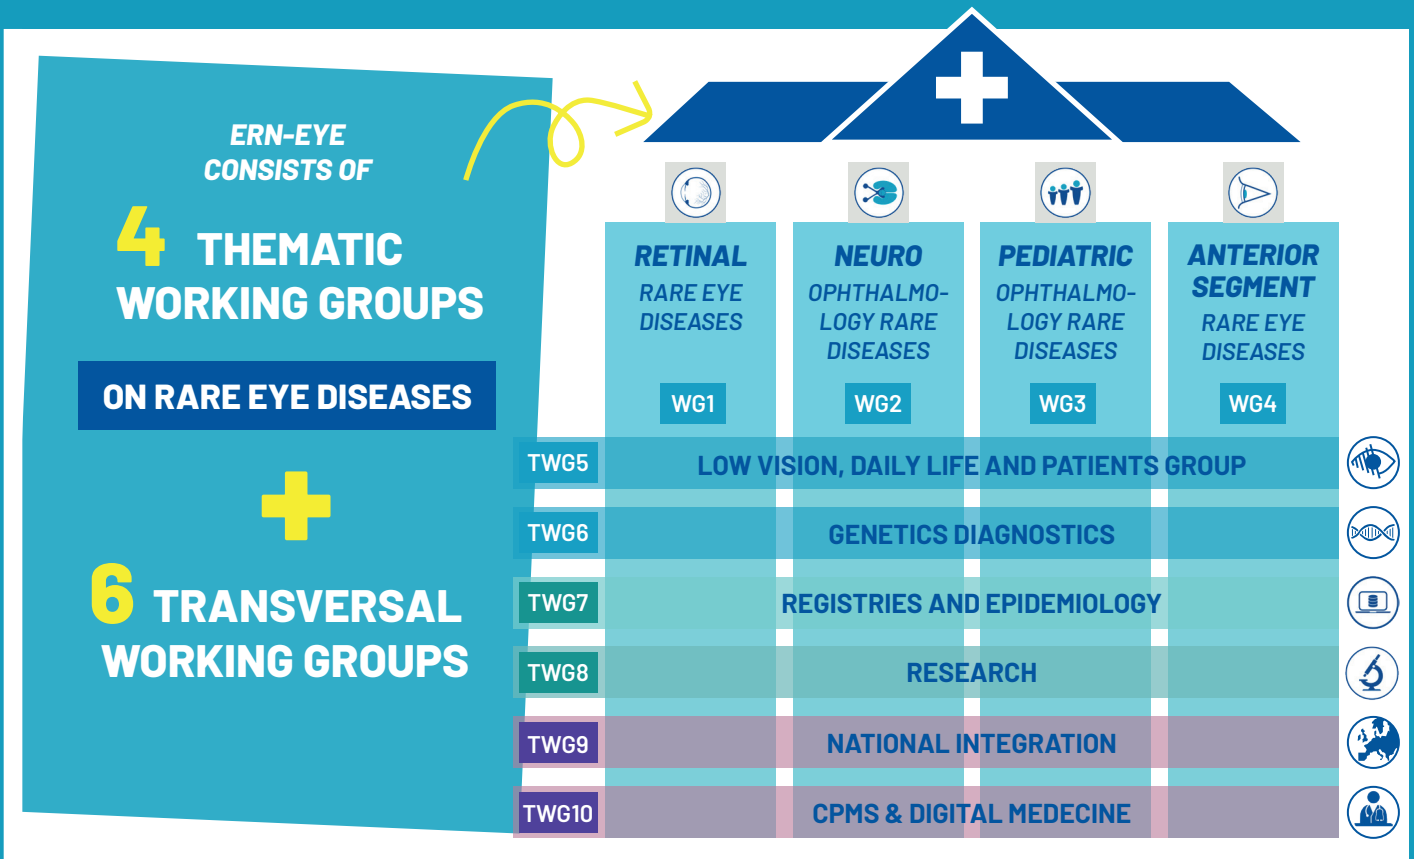 ERN-EYE
CONSISTS OF
4 THEMATIC
WORKING GROUPS
ON RARE EYE DISEASES
6 TRANSVERSAL
WORKING GROUPS
RETINAL
RARE EYE
DISEASES
WG1
NEURO
OPHTHALMO-
LOGY RARE
DISEASES
WG2
PEDIATRIC
OPHTHALMO-
LOGY RARE
DISEASES
WG3
ANTERIOR
SEGMENT
RARE EYE
DISEASES
WG4
TWG5 LOW VISION, DAILY LIFE AND PATIENTS GROUP
TWG6 GENETICS DIAGNOSTICS
TWG7 REGISTRIES AND EPIDEMIOLOGY
TWG8 RESEARCH
TWG9 NATIONAL INTEGRATION
TWG10 CPMS & DIGITAL MEDECINE